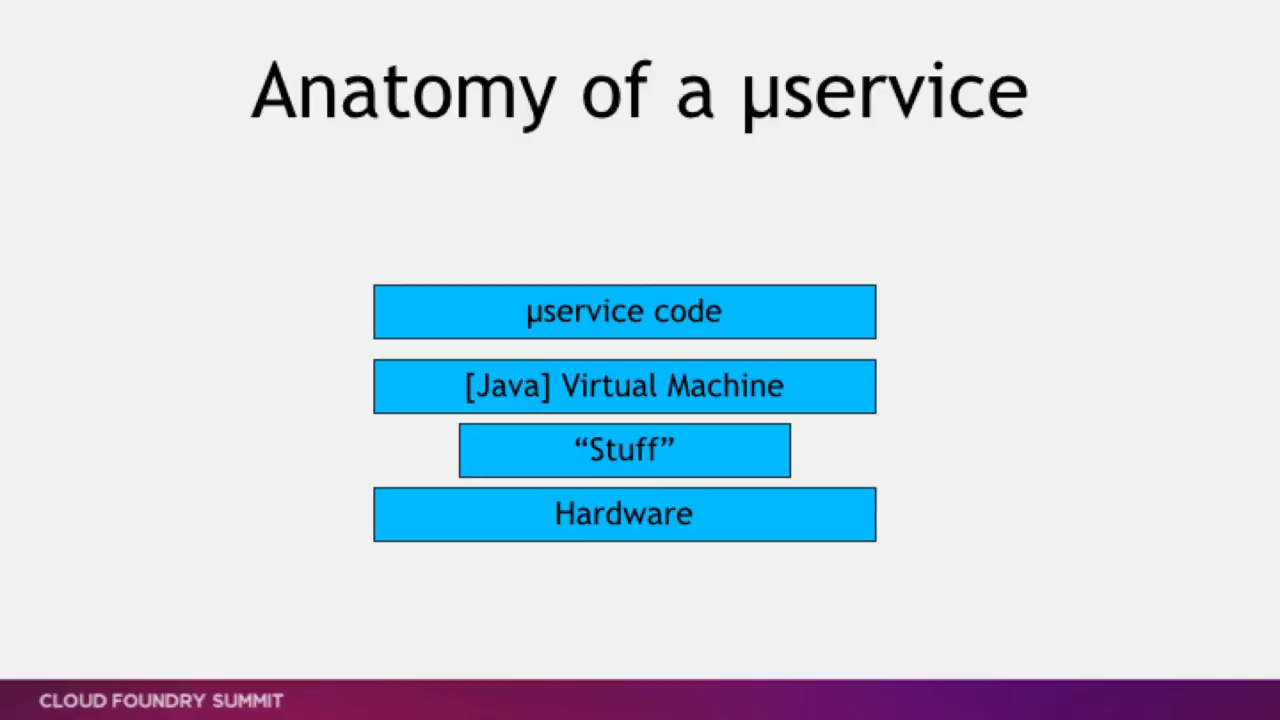 Anatomy of a µservice
µservice code
[Java] Virtual Machine
“Stuff”
Hardware
CLOUD FOUNDRY SUMMIT